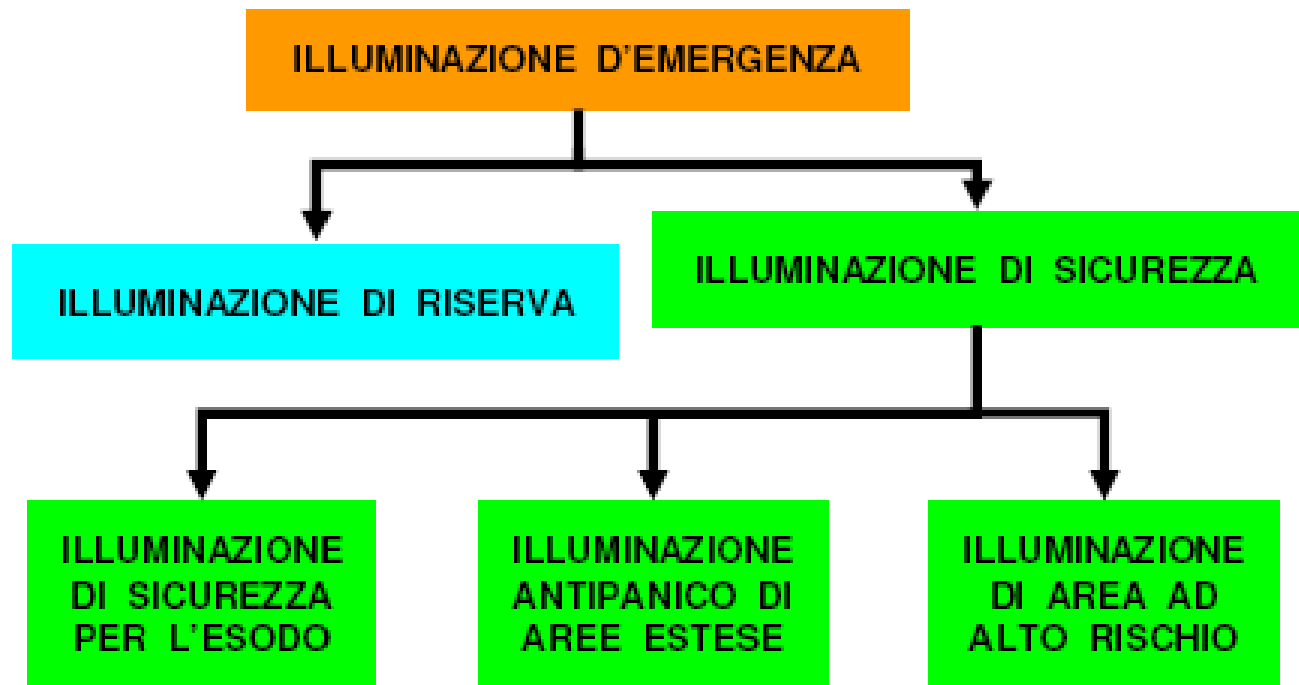 ILLUMINAZIONE D'EMERGENZA
ILLUMINAZIONE DI RISERVA
ILLUMINAZIONE DI SICUREZZA
ILLUMINAZIONE
DI SICUREZZA
PER L'ESODO
ILLUMINAZIONE
ANTIPANICO DI
AREE ESTESE
ILLUMINAZIONE
DI AREA AD
ALTO RISCHIO